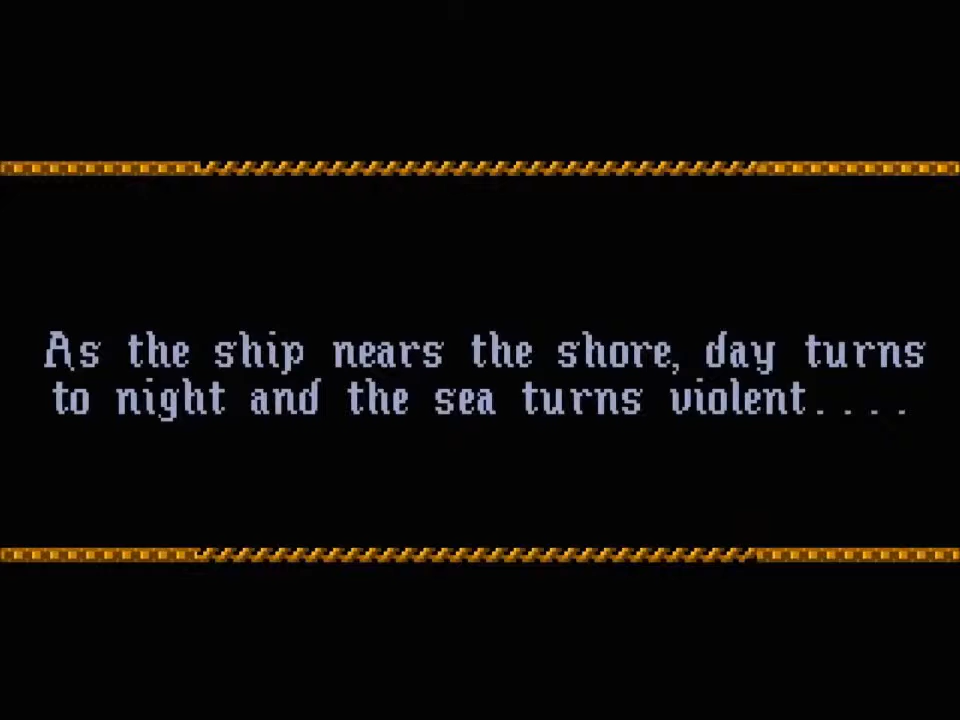 As the ship nears the shore, day turns
to night and the sea turns violent....